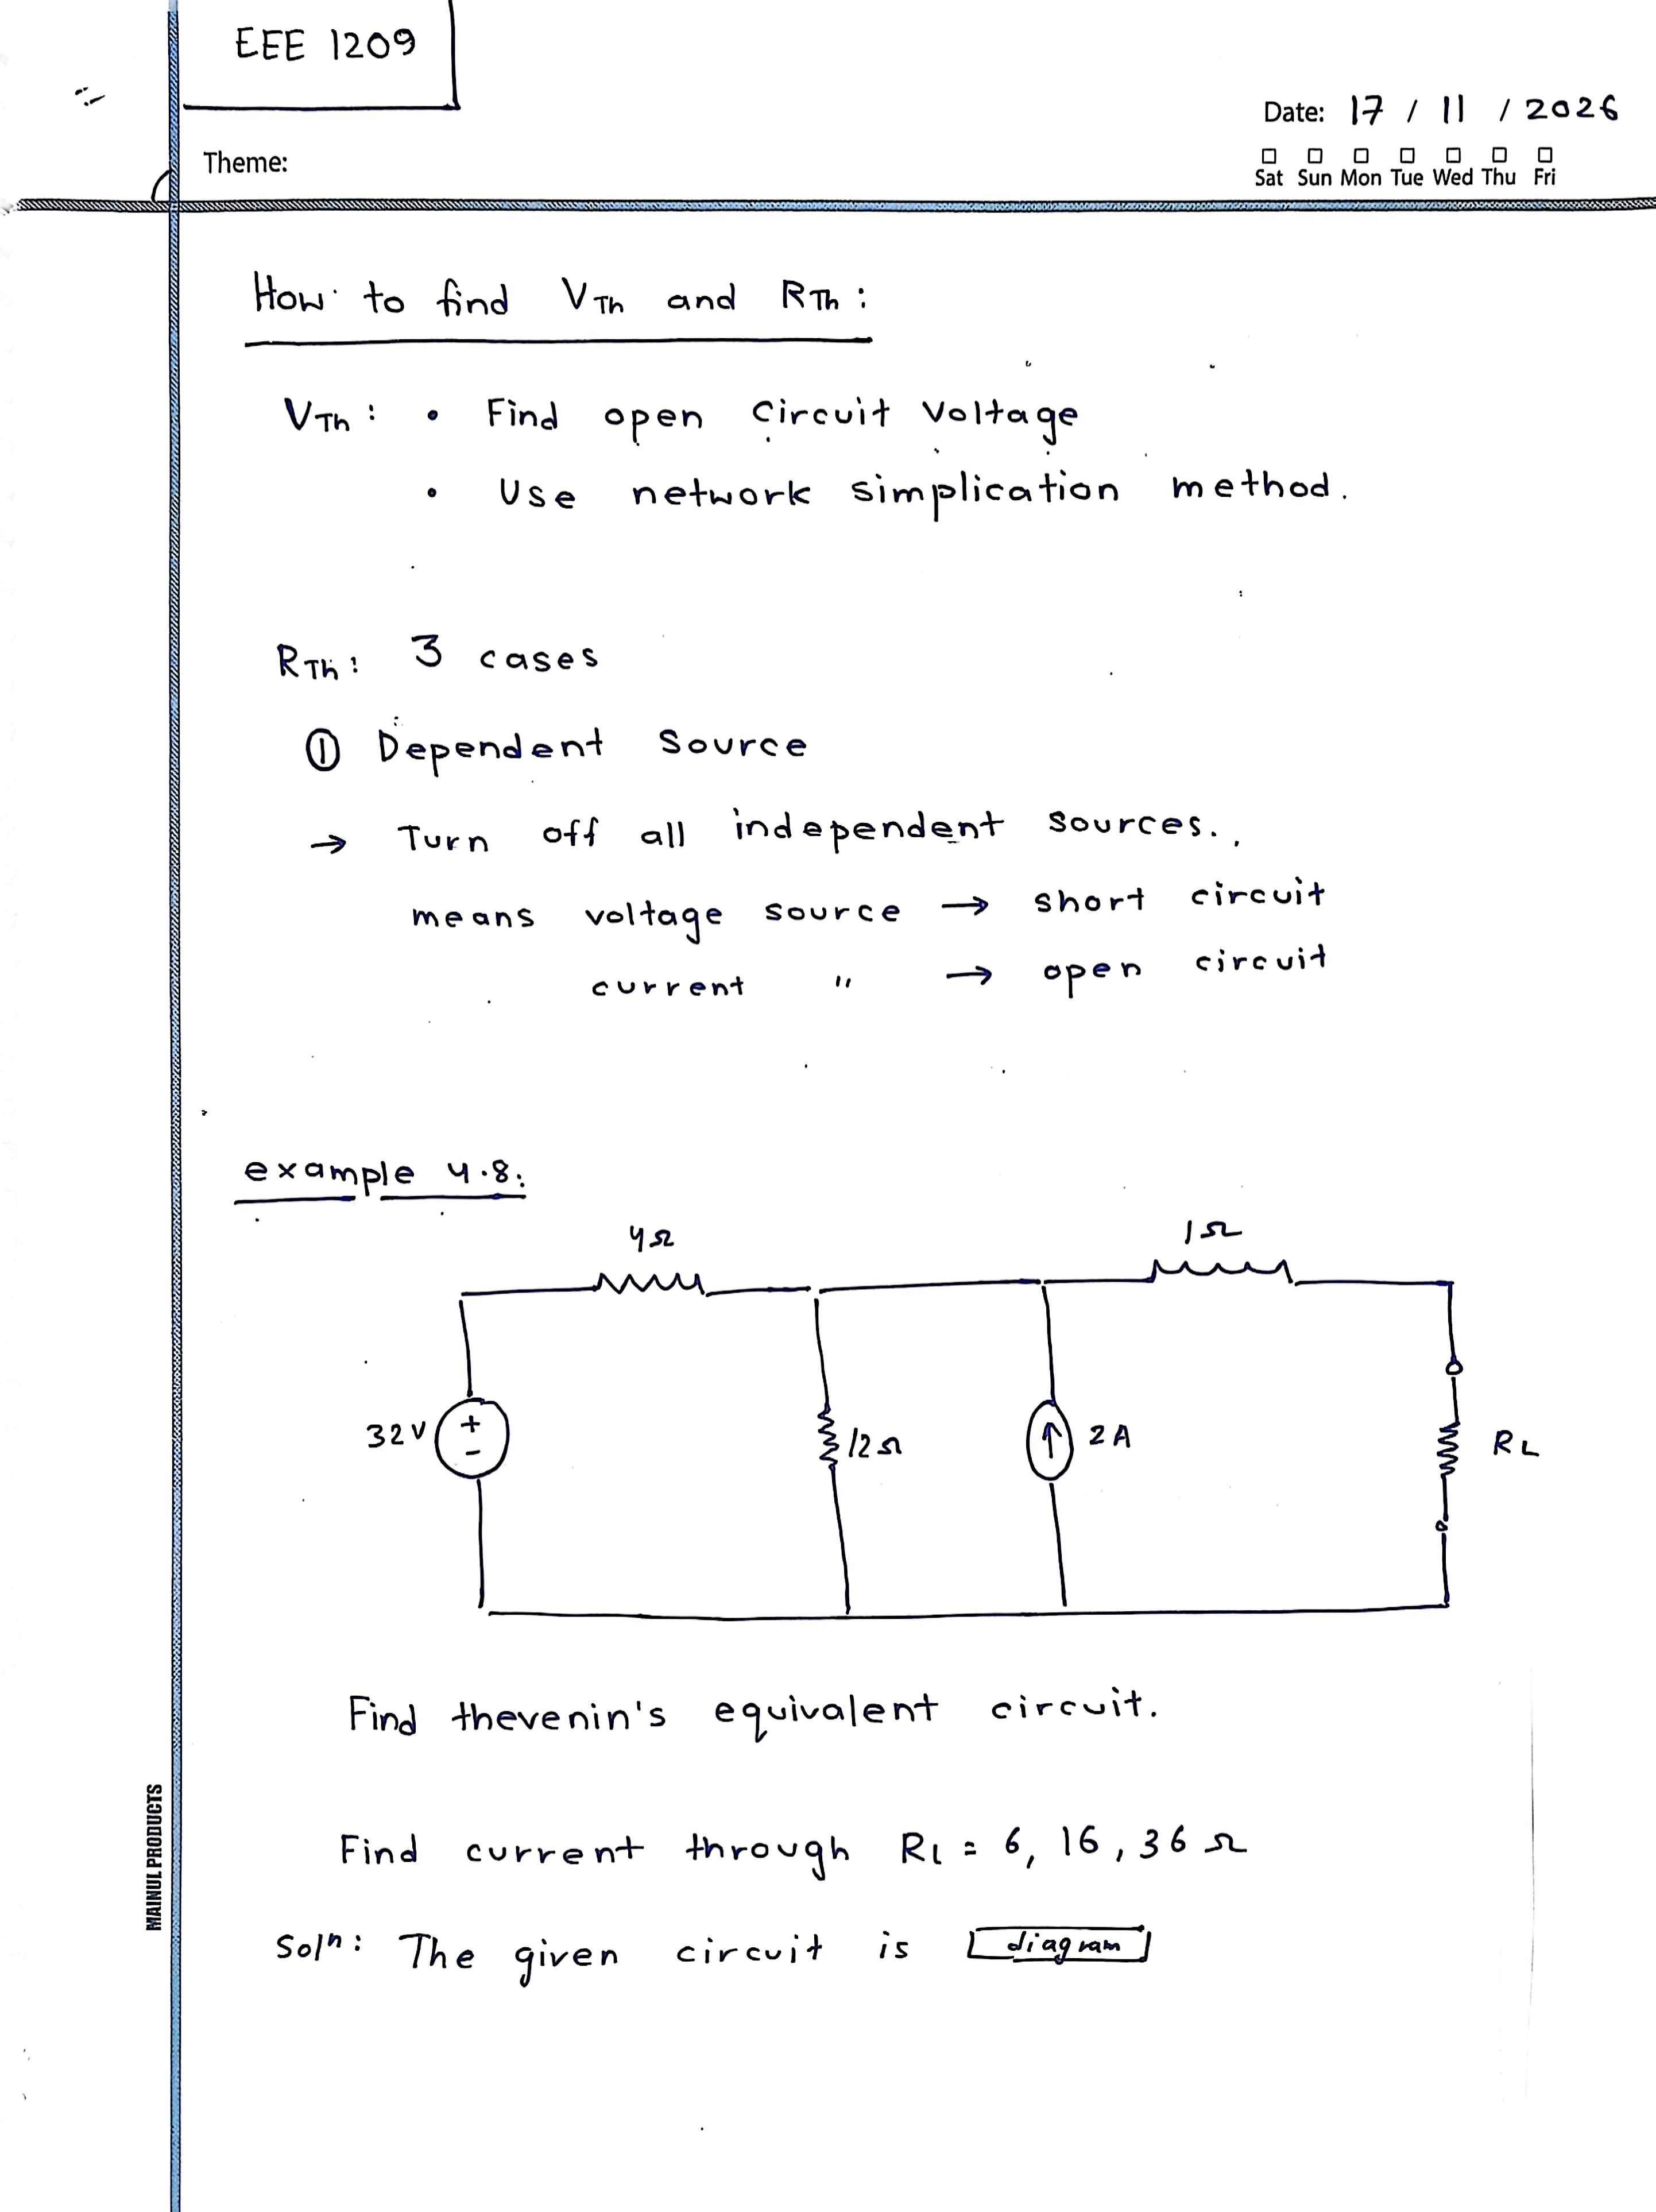 EEE 1209
Date: 17 / 11 / 2026
Sat Sun Mon Tue Wed Thu Fri
Theme:
How to find VTh and RTh :
VTh : • Find open circuit voltage
• Use network simplication method.
RTh : 3 cases
① Dependent Source
→ Turn off all independent sources.
means voltage source → short circuit
current " → open circuit
example 4.8:
4Ω
1Ω
32V
+
-
12Ω
2A
RL
Find thevenin's equivalent circuit.
Find current through RL = 6, 16, 36 Ω
Solⁿ: The given circuit is [diagram]
MAINUL PRODUCTS